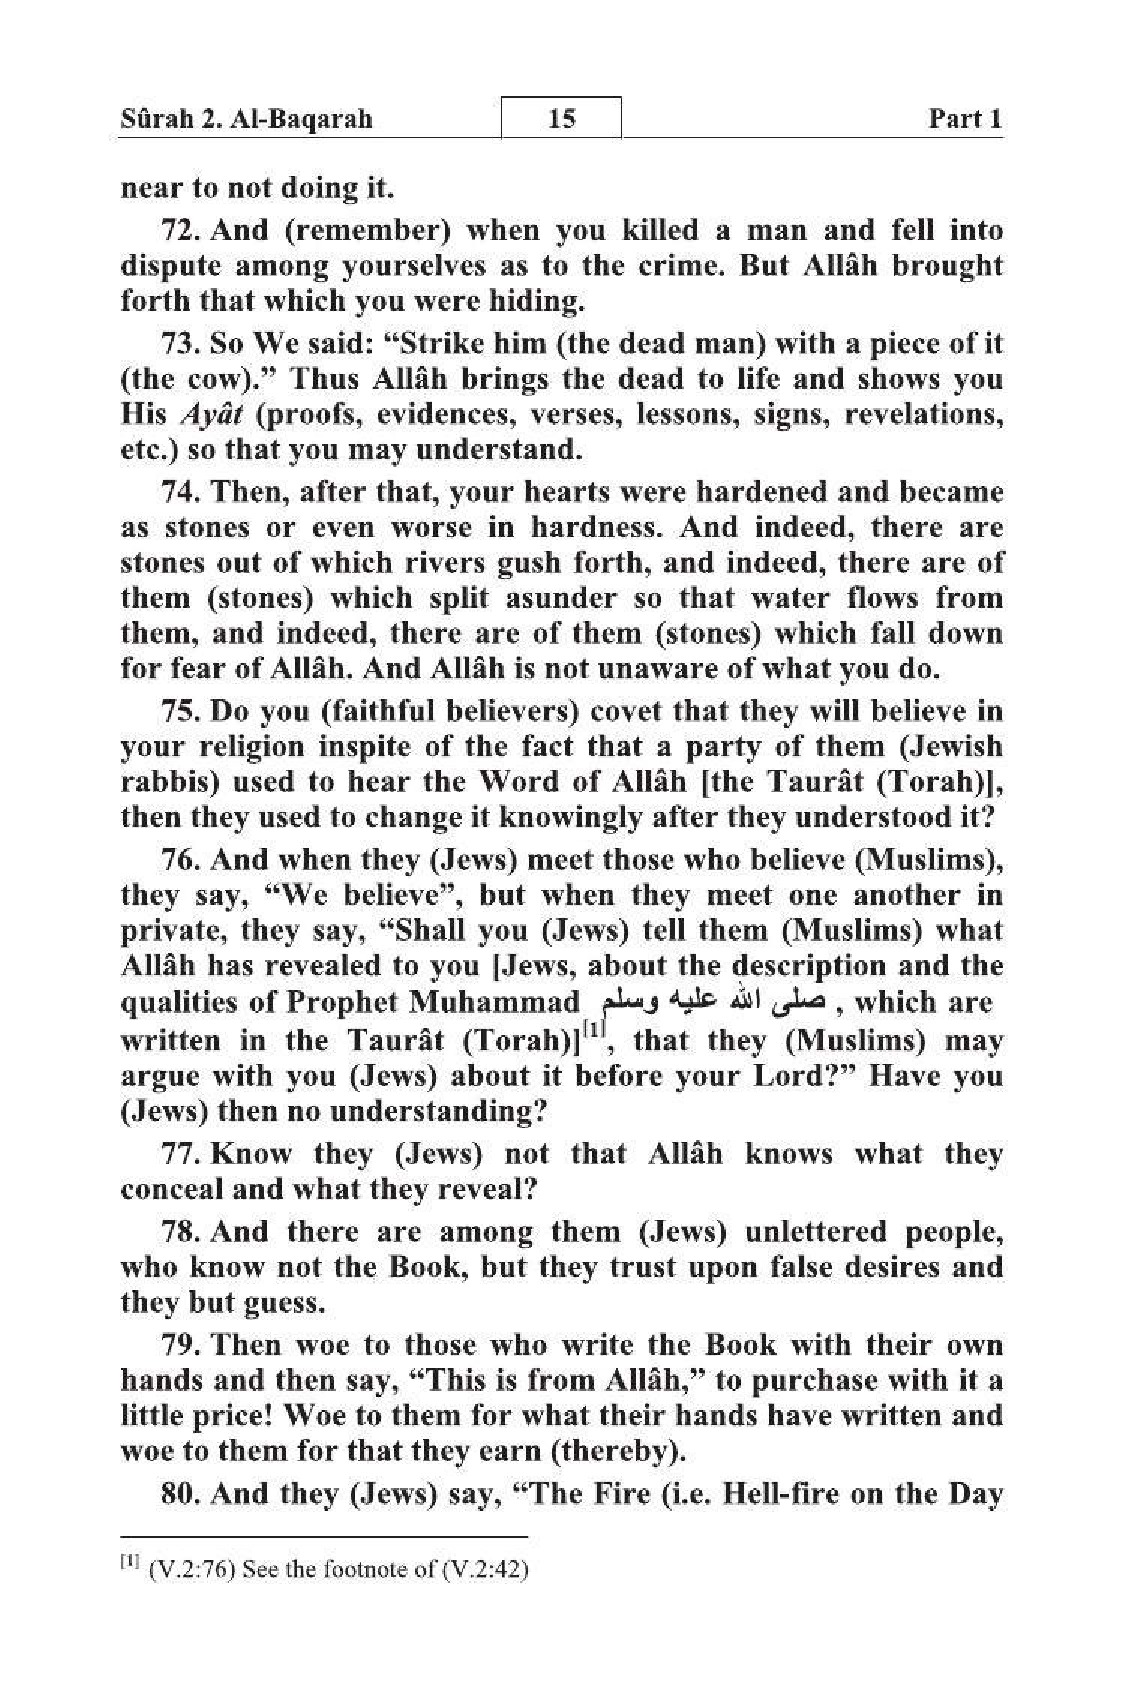 Sûrah 2. Al-Baqarah 15 Part 1
near to not doing it.
72. And (remember) when you killed a man and fell into
dispute among yourselves as to the crime. But Allâh brought
forth that which you were hiding.
73. So We said: “Strike him (the dead man) with a piece of it
(the cow).” Thus Allâh brings the dead to life and shows you
His Ayât (proofs, evidences, verses, lessons, signs, revelations,
etc.) so that you may understand.
74. Then, after that, your hearts were hardened and became
as stones or even worse in hardness. And indeed, there are
stones out of which rivers gush forth, and indeed, there are of
them (stones) which split asunder so that water flows from
them, and indeed, there are of them (stones) which fall down
for fear of Allâh. And Allâh is not unaware of what you do.
75. Do you (faithful believers) covet that they will believe in
your religion inspite of the fact that a party of them (Jewish
rabbis) used to hear the Word of Allâh [the Taurât (Torah)],
then they used to change it knowingly after they understood it?
76. And when they (Jews) meet those who believe (Muslims),
they say, “We believe”, but when they meet one another in
private, they say, “Shall you (Jews) tell them (Muslims) what
Allâh has revealed to you [Jews, about the description and the
qualities of Prophet Muhammad صلى الله عليه وسلم , which are
written in the Taurât (Torah)][1], that they (Muslims) may
argue with you (Jews) about it before your Lord?” Have you
(Jews) then no understanding?
77. Know they (Jews) not that Allâh knows what they
conceal and what they reveal?
78. And there are among them (Jews) unlettered people,
who know not the Book, but they trust upon false desires and
they but guess.
79. Then woe to those who write the Book with their own
hands and then say, “This is from Allâh,” to purchase with it a
little price! Woe to them for what their hands have written and
woe to them for that they earn (thereby).
80. And they (Jews) say, “The Fire (i.e. Hell-fire on the Day
[1] (V.2:76) See the footnote of (V.2:42)